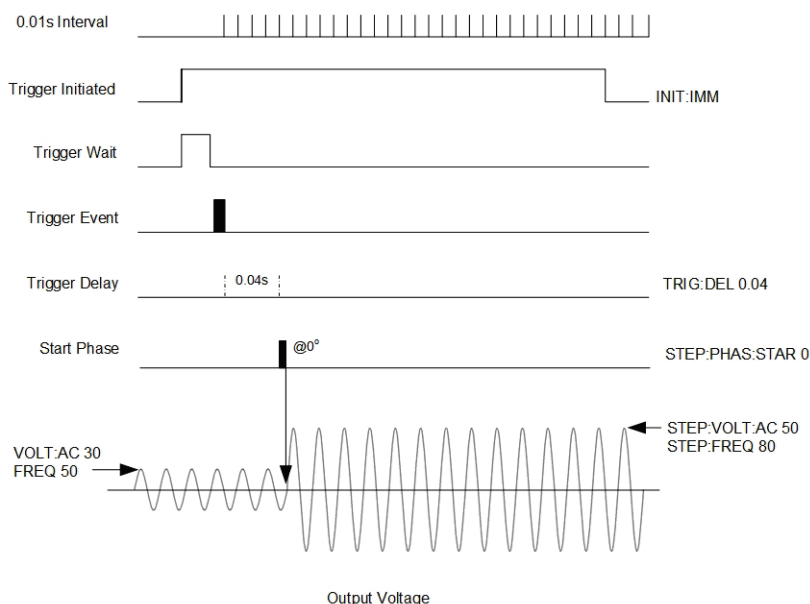 0.01s Interval
Trigger Initiated
INIT:IMM
Trigger Wait
Trigger Event
Trigger Delay
0.04s
TRIG:DEL 0.04
Start Phase
@0°
STEP:PHAS:STAR 0
STEP:VOLT:AC 50
STEP:FREQ 80
VOLT:AC 30
FREQ 50
Output Voltage